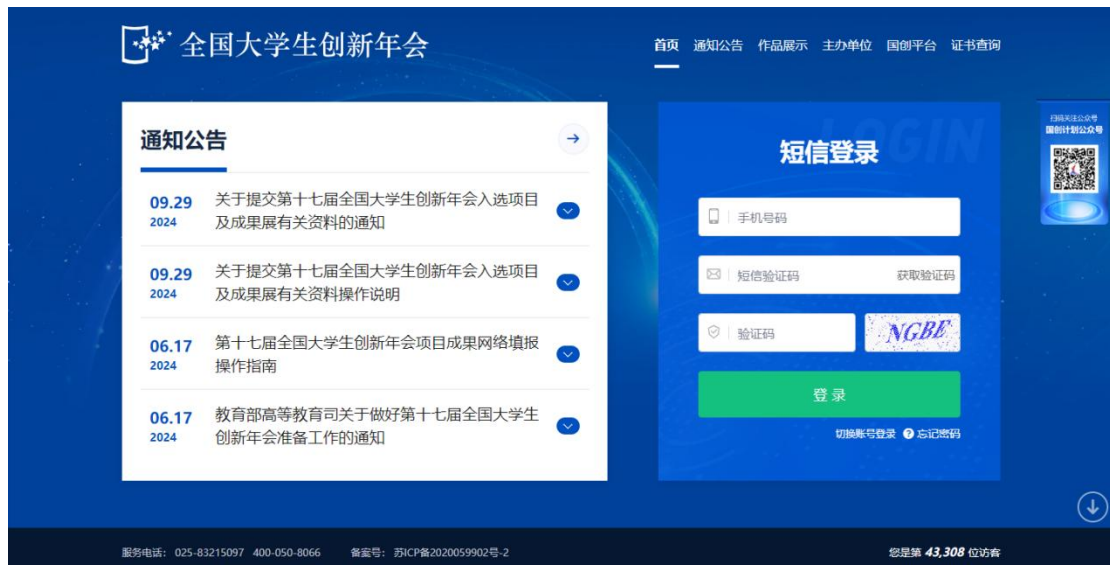 全国大学生创新年会
首页 通知公告 作品展示 主办单位 国创平台 证书查询
通知公告
09.29
2024
关于提交第十七届全国大学生创新年会入选项目
及成果展有关资料的通知
09.29
2024
关于提交第十七届全国大学生创新年会入选项目
及成果展有关资料操作说明
06.17
2024
第十七届全国大学生创新年会项目成果网络填报
操作指南
06.17
2024
教育部高等教育司关于做好第十七届全国大学生
创新年会准备工作的通知
LOGIN
短信登录
手机号码
短信验证码 获取验证码
验证码 NGBE
登录
切换账号登录 ? 忘记密码
扫码关注公众号
国创计划公众号
服务电话: 025-83215097 400-050-8066 备案号: 苏ICP备2020059902号-2
您是第 43,308 位访客